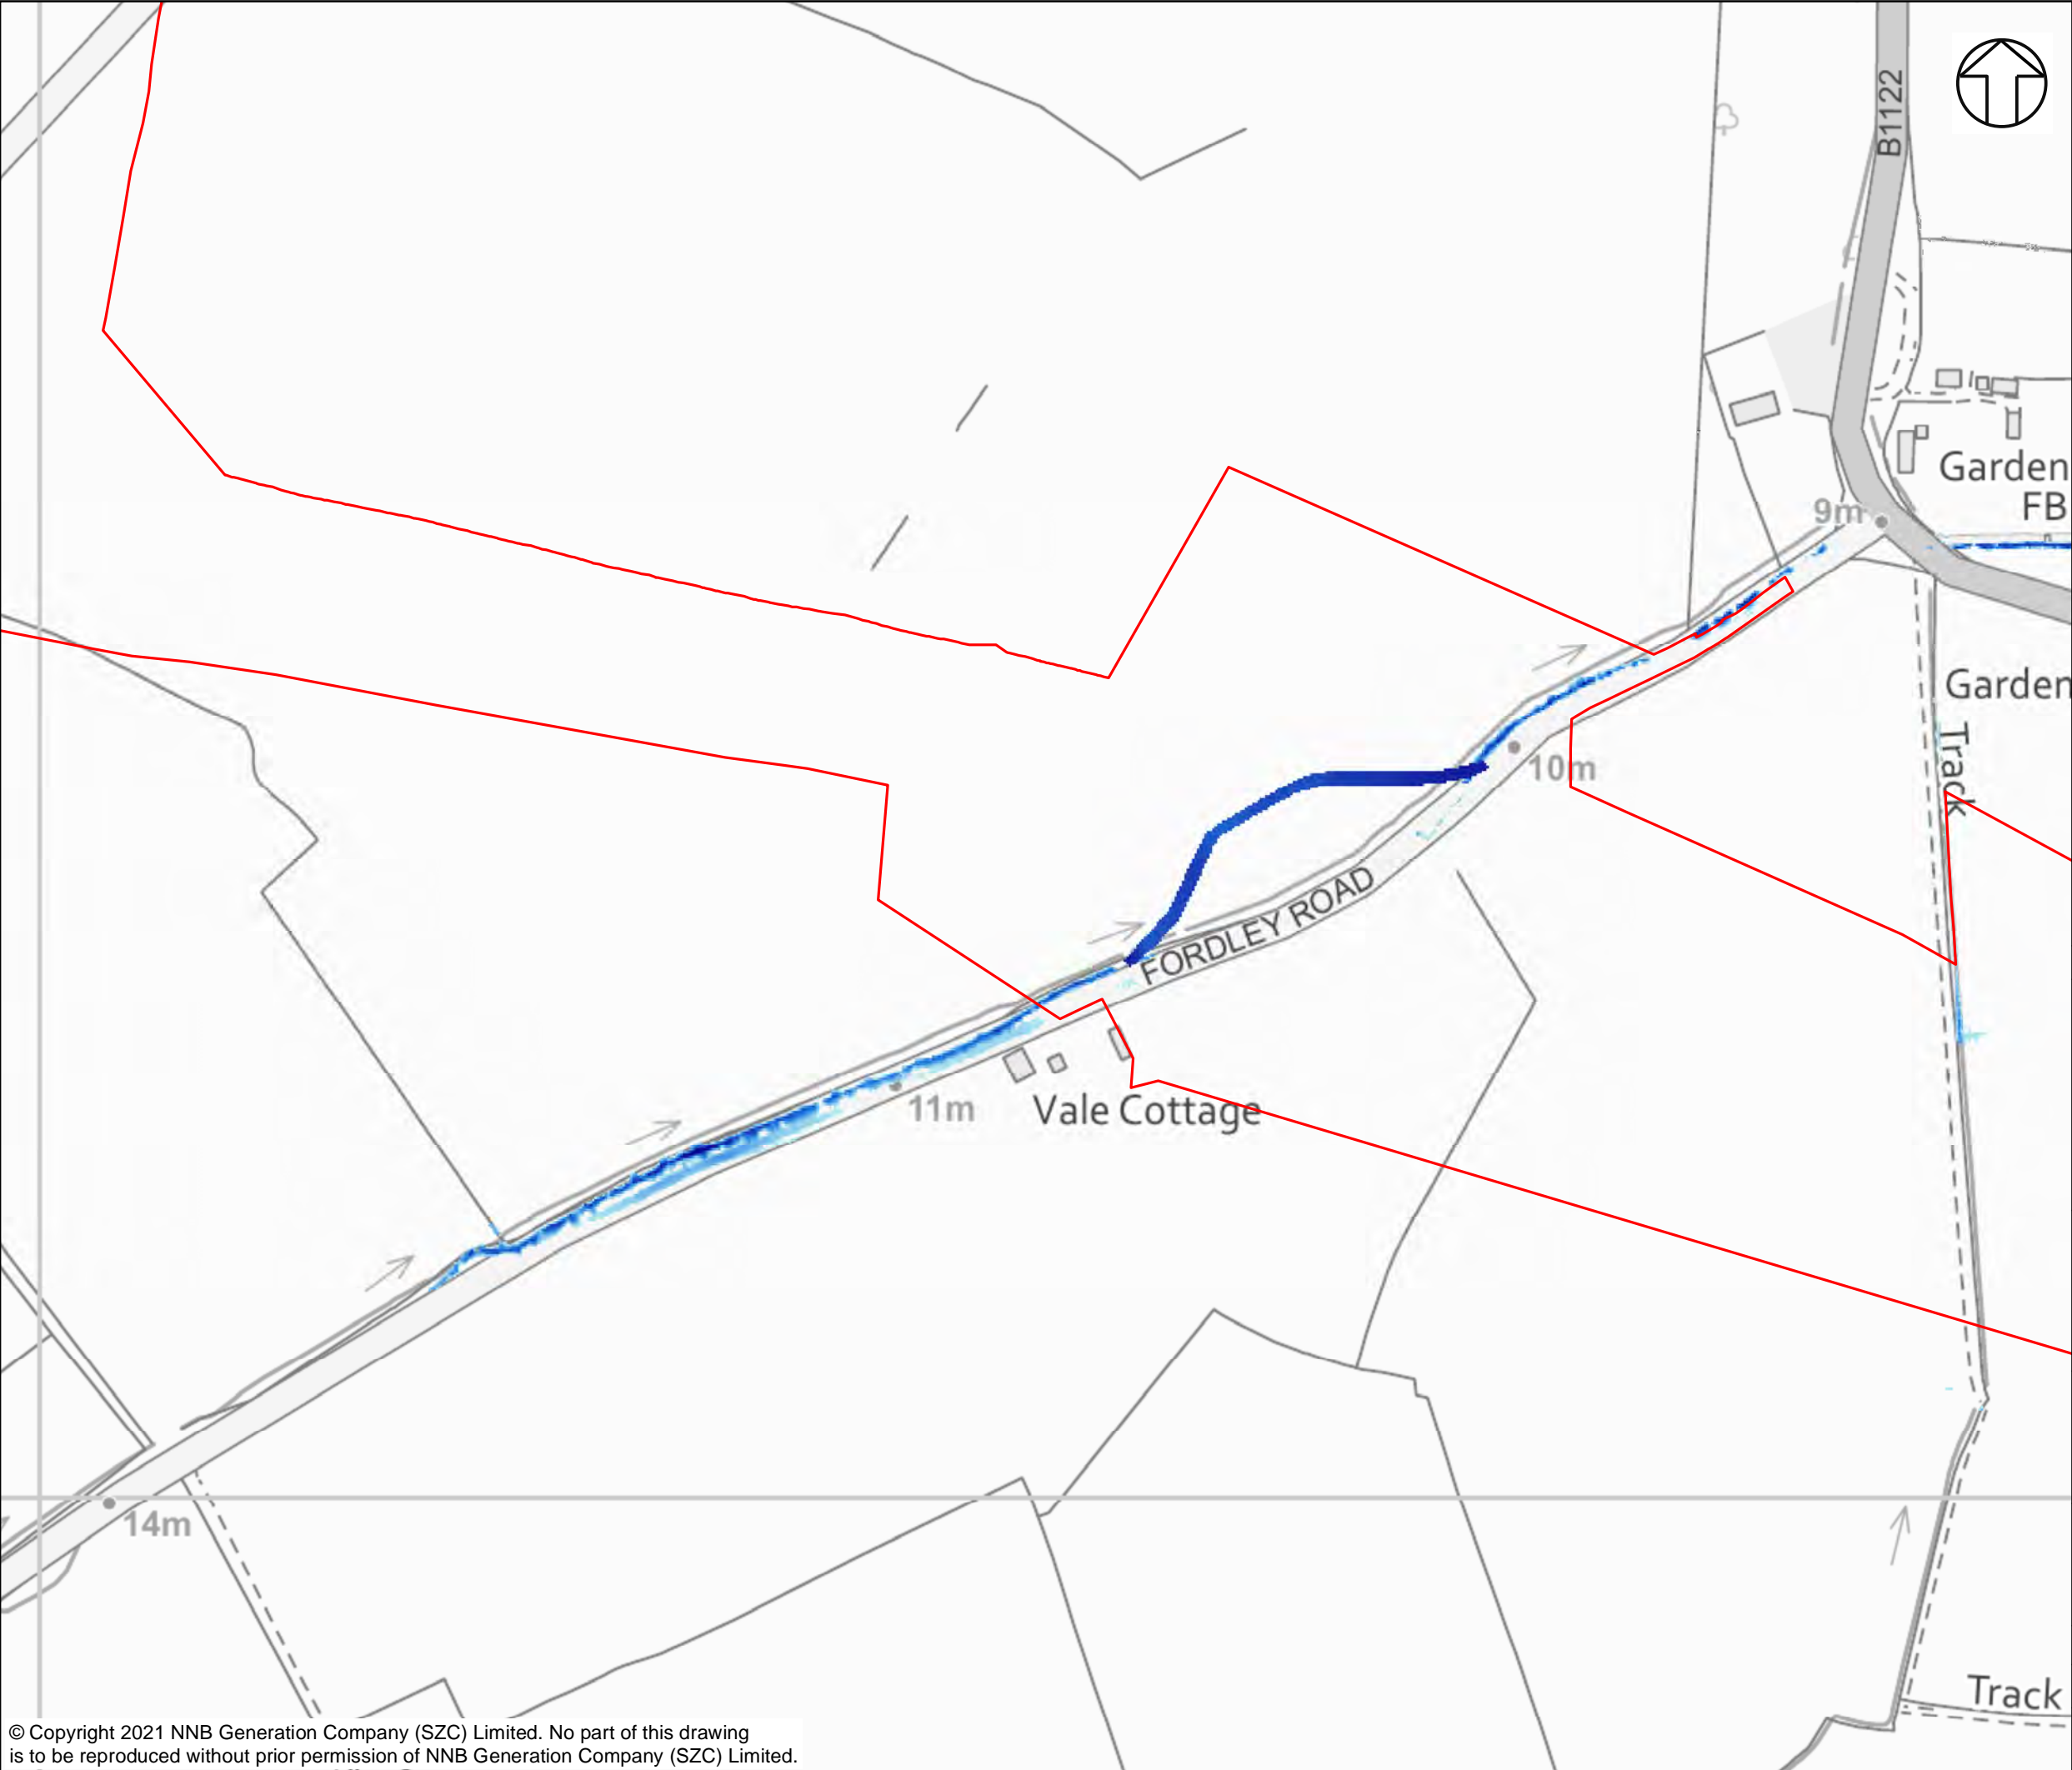 B1122
Garden
FB
9m
Garden
Track
10m
FORDLEY ROAD
11m
Vale Cottage
14m
Track
© Copyright 2021 NNB Generation Company (SZC) Limited. No part of this drawing
is to be reproduced without prior permission of NNB Generation Company (SZC) Limited.